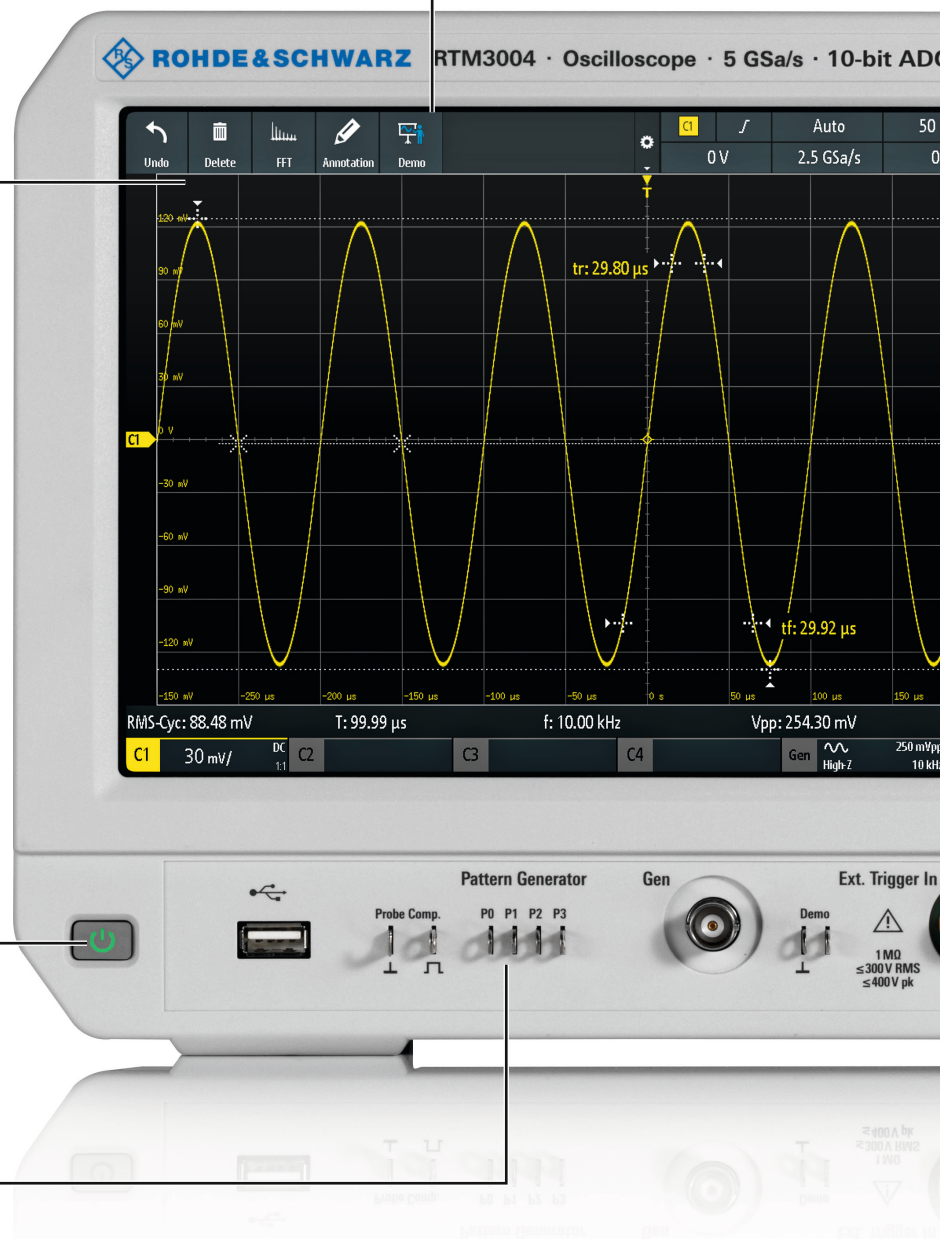 ROHDE&SCHWARZ RTM3004 · Oscilloscope · 5 GSa/s · 10-bit ADC
Undo Delete FFT Annotation Demo
C1 Auto 50
0 V 2.5 GSa/s 0
T
120 mV
90 mV
tr: 29.80 µs
60 mV
30 mV
C1 0 V
-30 mV
-60 mV
-90 mV
tf: 29.92 µs
-120 mV
-150 mV -250 µs -200 µs -150 µs -100 µs -50 µs 0 s 50 µs 100 µs 150 µs
RMS-Cyc: 88.48 mV T: 99.99 µs f: 10.00 kHz Vpp: 254.30 mV
C1 30 mV/ DC 1:1 C2 C3 C4 Gen High-Z 250 mVpp 10 kHz
Pattern Generator Gen Ext. Trigger In
Probe Comp. P0 P1 P2 P3 Demo
1 MΩ
≤300 V RMS
≤400 V pk